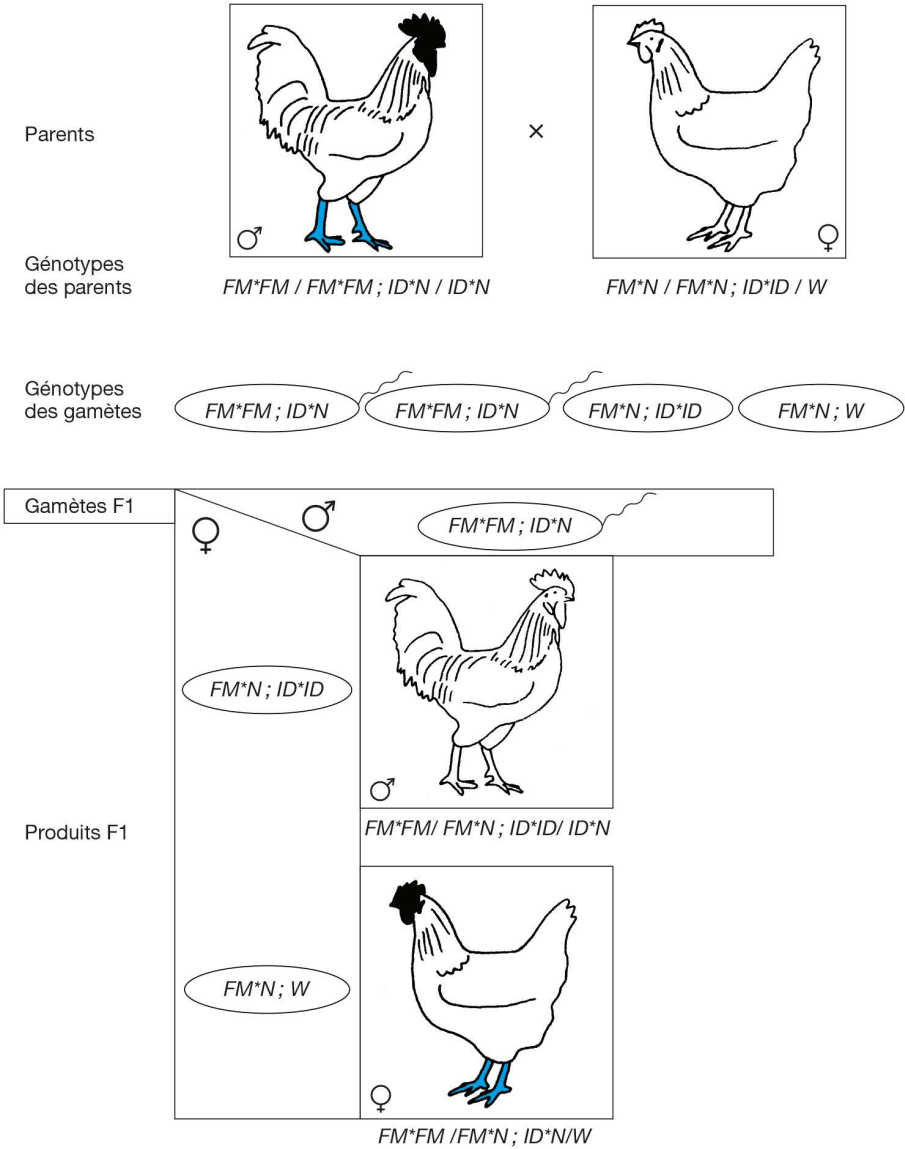 Parents
×
♂
♀
Génotypes
des parents
FM*FM / FM*FM ; ID*N / ID*N
FM*N / FM*N ; ID*ID / W
Génotypes
des gamètes
FM*FM ; ID*N
FM*FM ; ID*N
FM*N ; ID*ID
FM*N ; W
Gamètes F1
♀
♂
FM*FM ; ID*N
FM*N ; ID*ID
♂
FM*FM/ FM*N ; ID*ID/ ID*N
Produits F1
FM*N ; W
♀
FM*FM /FM*N ; ID*N/W